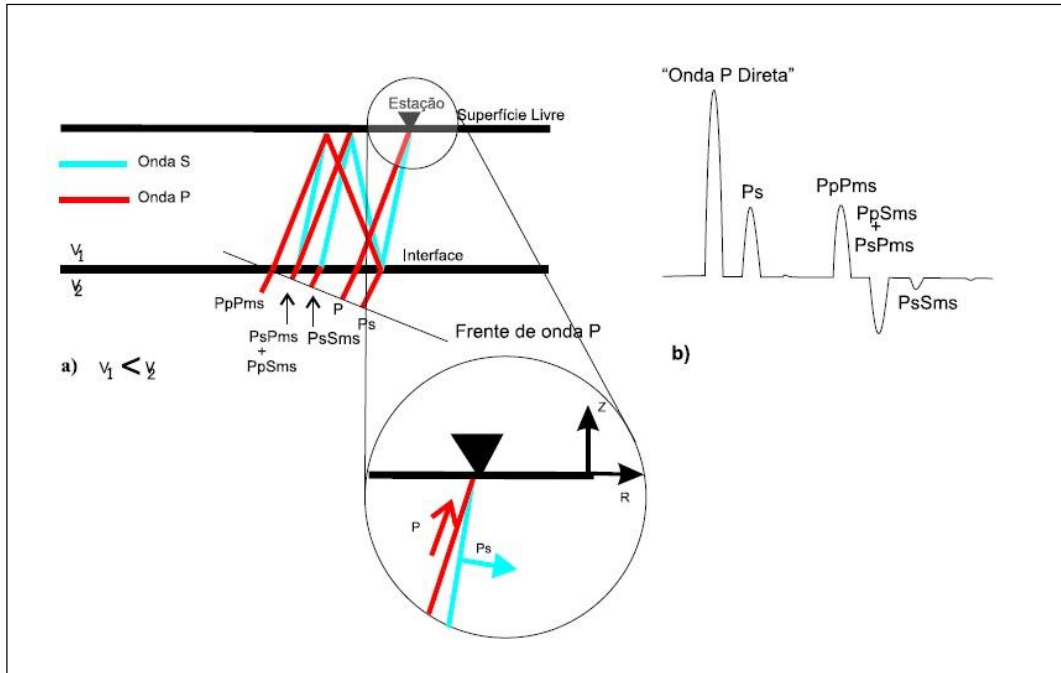 Estação
Superfície Livre
Onda S
Onda P
V1
Interface
V2
PpPms
PsPms
+
PpSms
PsSms
P
Ps
Frente de onda P
a) V1 < V2
Z
R
P
Ps
“Onda P Direta”
Ps
PpPms
PpSms
+
PsPms
PsSms
b)